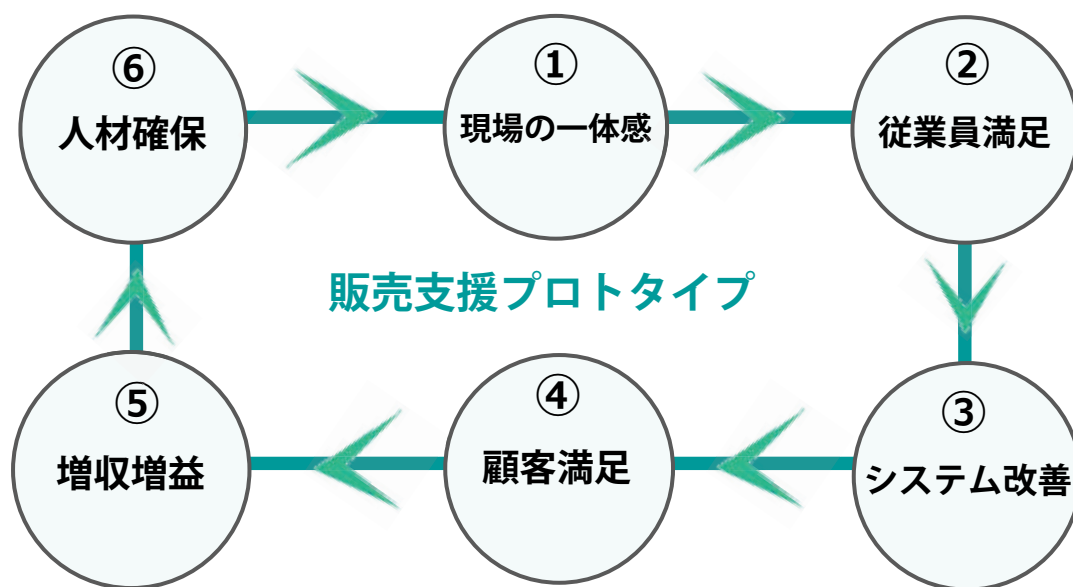 ⑥
人材確保
①
現場の一体感
②
従業員満足
販売支援プロトタイプ
⑤
増収増益
④
顧客満足
③
システム改善